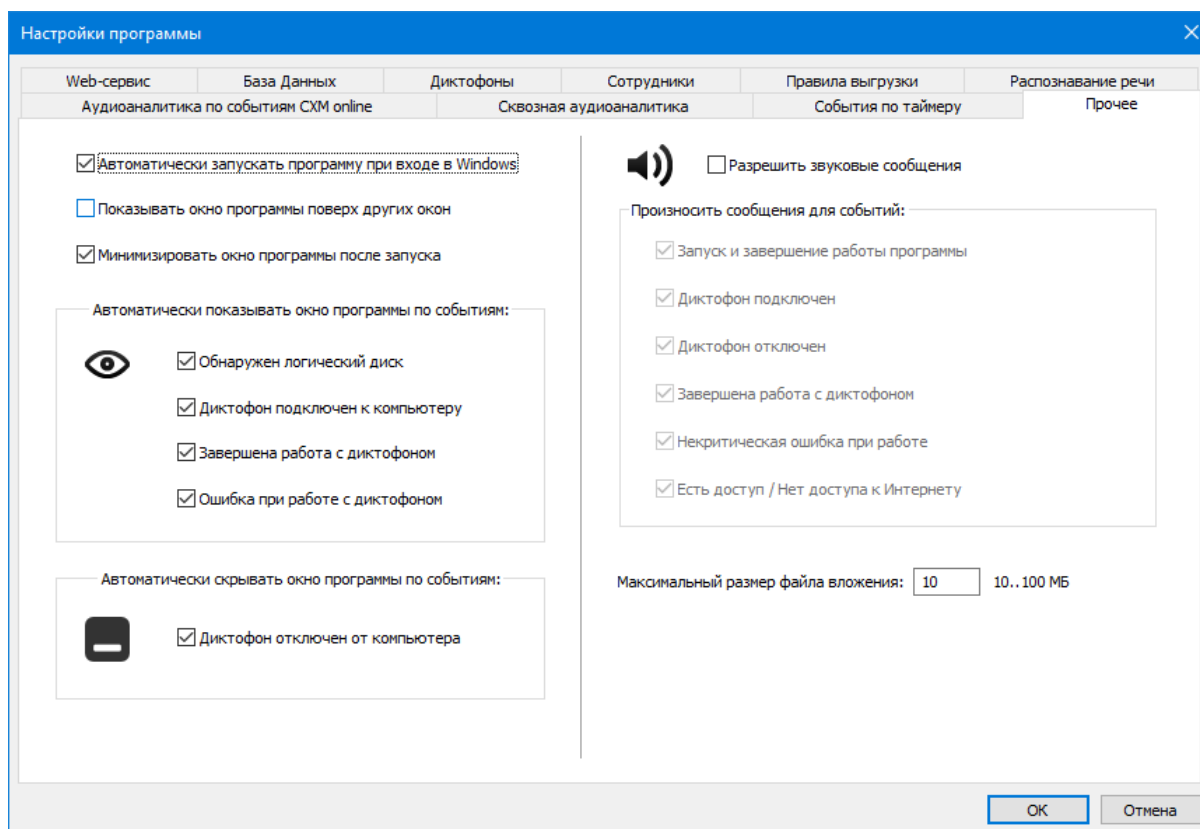 Настройки программы
Web-сервис
База Данных
Диктофоны
Сотрудники
Правила выгрузки
Распознавание речи
Аудиоаналитика по событиям CXM online
Сквозная аудиоаналитика
События по таймеру
Прочее
Автоматически запускать программу при входе в Windows
Показывать окно программы поверх других окон
Минимизировать окно программы после запуска
Автоматически показывать окно программы по событиям:
Обнаружен логический диск
Диктофон подключен к компьютеру
Завершена работа с диктофоном
Ошибка при работе с диктофоном
Автоматически скрывать окно программы по событиям:
Диктофон отключен от компьютера
Разрешить звуковые сообщения
Произносить сообщения для событий:
Запуск и завершение работы программы
Диктофон подключен
Диктофон отключен
Завершена работа с диктофоном
Некритическая ошибка при работе
Есть доступ / Нет доступа к Интернету
Максимальный размер файла вложения: 10 10..100 МБ
ОК
Отмена